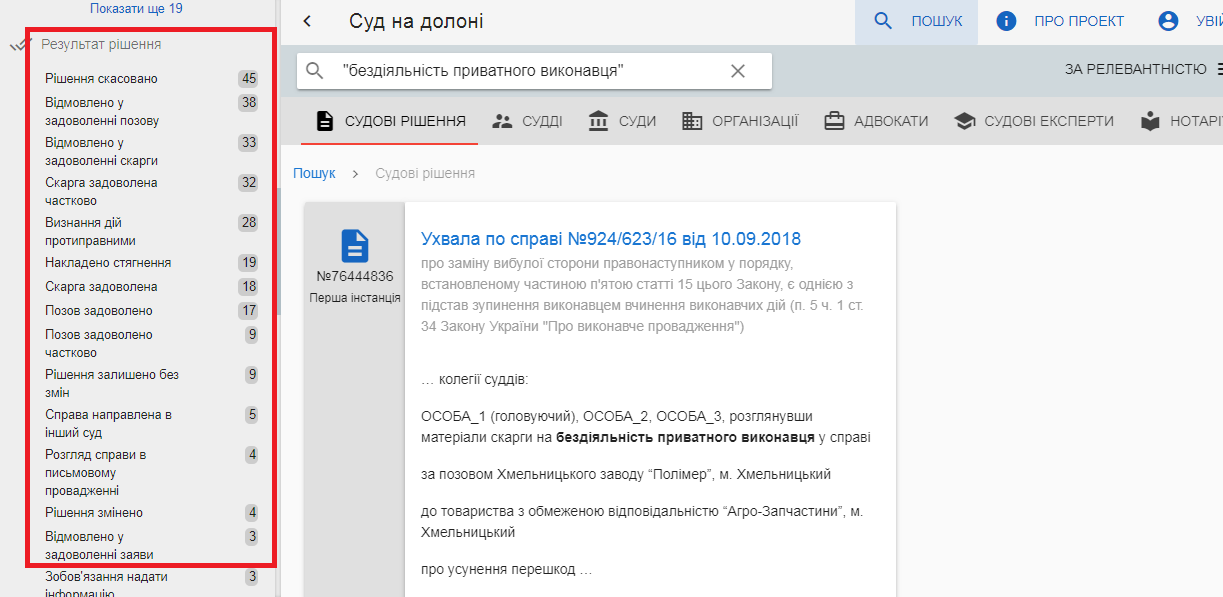 Показати ще 19
Результат рішення
Рішення скасовано 45
Відмовлено у 38
задоволенні позову
Відмовлено у 33
задоволенні скарги
Скарга задоволена 32
частково
Визнання дій 28
протиправними
Накладено стягнення 19
Скарга задоволена 18
Позов задоволено 17
Позов задоволено 9
частково
Рішення залишено без 9
змін
Справа направлена в 5
інший суд
Розгляд справи в 4
письмовому
провадженні
Рішення змінено 4
Відмовлено у 3
задоволенні заяви
Зобов'язання надати 3
інформацію
Суд на долоні
ПОШУК
ПРО ПРОЕКТ
УВІ
"бездіяльність приватного виконавця"
ЗА РЕЛЕВАНТНІСТЮ
СУДОВІ РІШЕННЯ
СУДДІ
СУДИ
ОРГАНІЗАЦІЇ
АДВОКАТИ
СУДОВІ ЕКСПЕРТИ
НОТАРІ
Пошук > Судові рішення
№76444836
Перша інстанція
Ухвала по справі №924/623/16 від 10.09.2018
про заміну вибулої сторони правонаступником у порядку,
встановленому частиною п'ятою статті 15 цього Закону, є однією з
підстав зупинення виконавцем вчинення виконавчих дій (п. 5 ч. 1 ст.
34 Закону України "Про виконавче провадження")
… колегії суддів:
ОСОБА_1 (головуючий), ОСОБА_2, ОСОБА_3, розглянувши
матеріали скарги на бездіяльність приватного виконавця у справі
за позовом Хмельницького заводу “Полімер”, м. Хмельницький
до товариства з обмеженою відповідальністю “Агро-Запчастини”, м.
Хмельницький
про усунення перешкод …